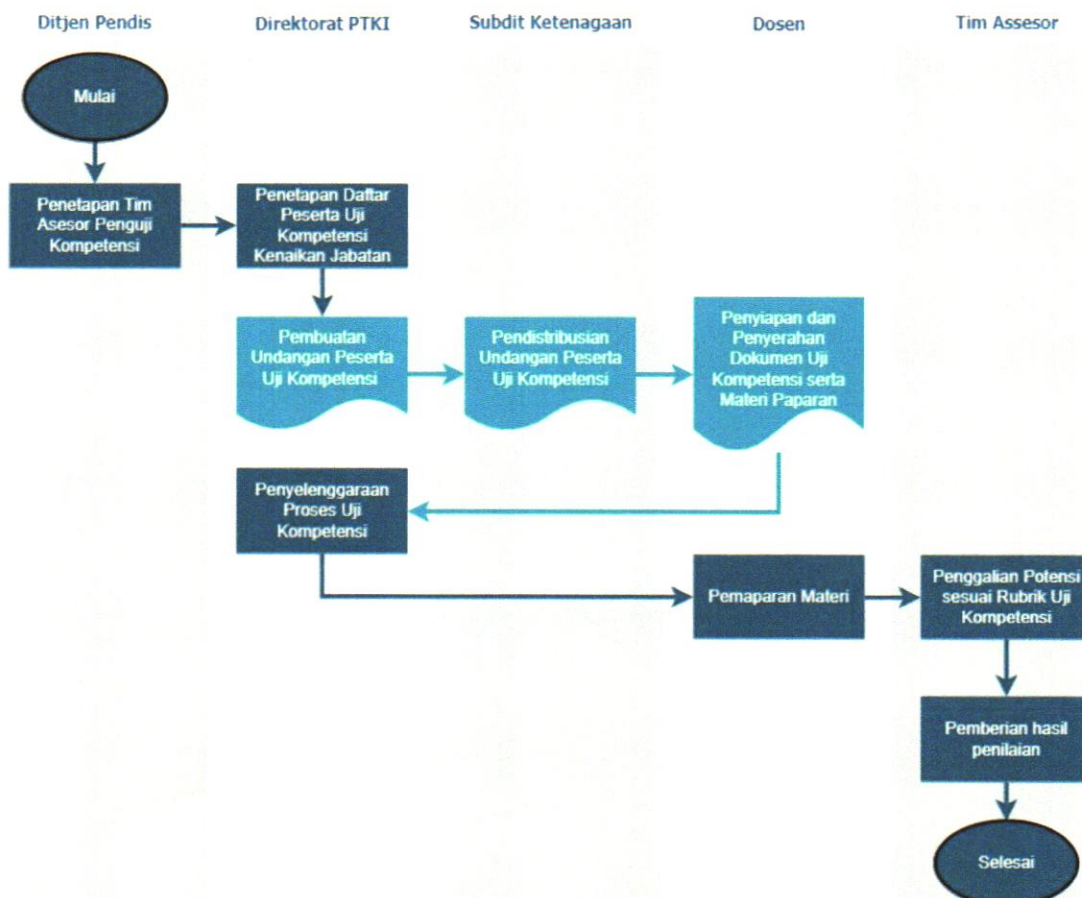 Ditjen Pendis
Direktorat PTKI
Subdit Ketenagaan
Dosen
Tim Assesor
Mulai
Penetapan Tim
Asesor Penguji
Kompetensi
Penetapan Daftar
Peserta Uji
Kompetensi
Kenaikan Jabatan
Pembuatan
Undangan Peserta
Uji Kompetensi
Pendistribusian
Undangan Peserta
Uji Kompetensi
Penyiapan dan
Penyerahan
Dokumen Uji
Kompetensi serta
Materi Paparan
Penyelenggaraan
Proses Uji
Kompetensi
Pemaparan Materi
Penggalian Potensi
sesuai Rubrik Uji
Kompetensi
Pemberian hasil
penilaian
Selesai